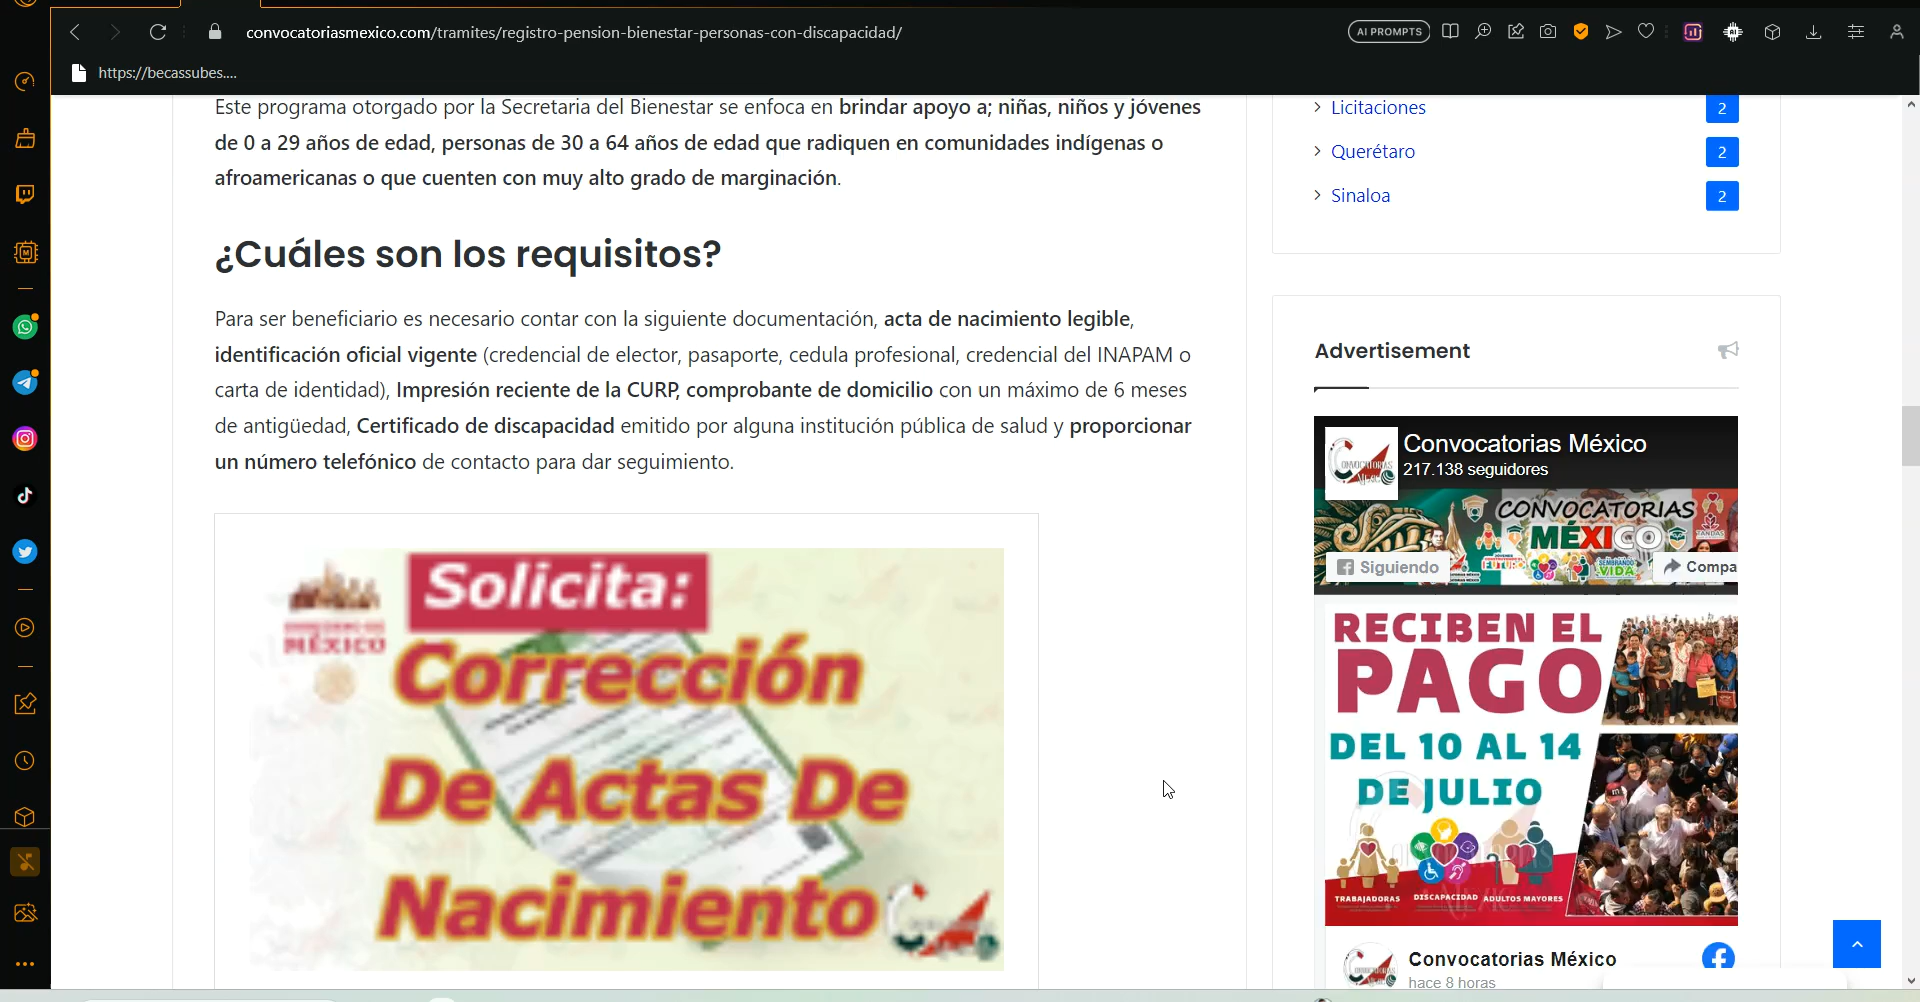 convocatoriasmexico.com/tramites/registro-pension-bienestar-personas-con-discapacidad/
AI PROMPTS
https://becassubes....
Este programa otorgado por la Secretaria del Bienestar se enfoca en brindar apoyo a; niñas, niños y jóvenes
de 0 a 29 años de edad, personas de 30 a 64 años de edad que radiquen en comunidades indígenas o
afroamericanas o que cuenten con muy alto grado de marginación.
¿Cuáles son los requisitos?
Para ser beneficiario es necesario contar con la siguiente documentación, acta de nacimiento legible,
identificación oficial vigente (credencial de elector, pasaporte, cedula profesional, credencial del INAPAM o
carta de identidad), Impresión reciente de la CURP, comprobante de domicilio con un máximo de 6 meses
de antigüedad, Certificado de discapacidad emitido por alguna institución pública de salud y proporcionar
un número telefónico de contacto para dar seguimiento.
Solicita:
MÉXICO
Corrección
De Actas De
Nacimiento
Licitaciones 2
Querétaro 2
Sinaloa 2
Advertisement
Convocatorias México
217.138 seguidores
CONVOCATORIAS
MÉXICO
Siguiendo
Compa
RECIBEN EL
PAGO
DEL 10 AL 14
DE JULIO
TRABAJADORAS DISCAPACIDAD ADULTOS MAYORES
Convocatorias México
hace 8 horas